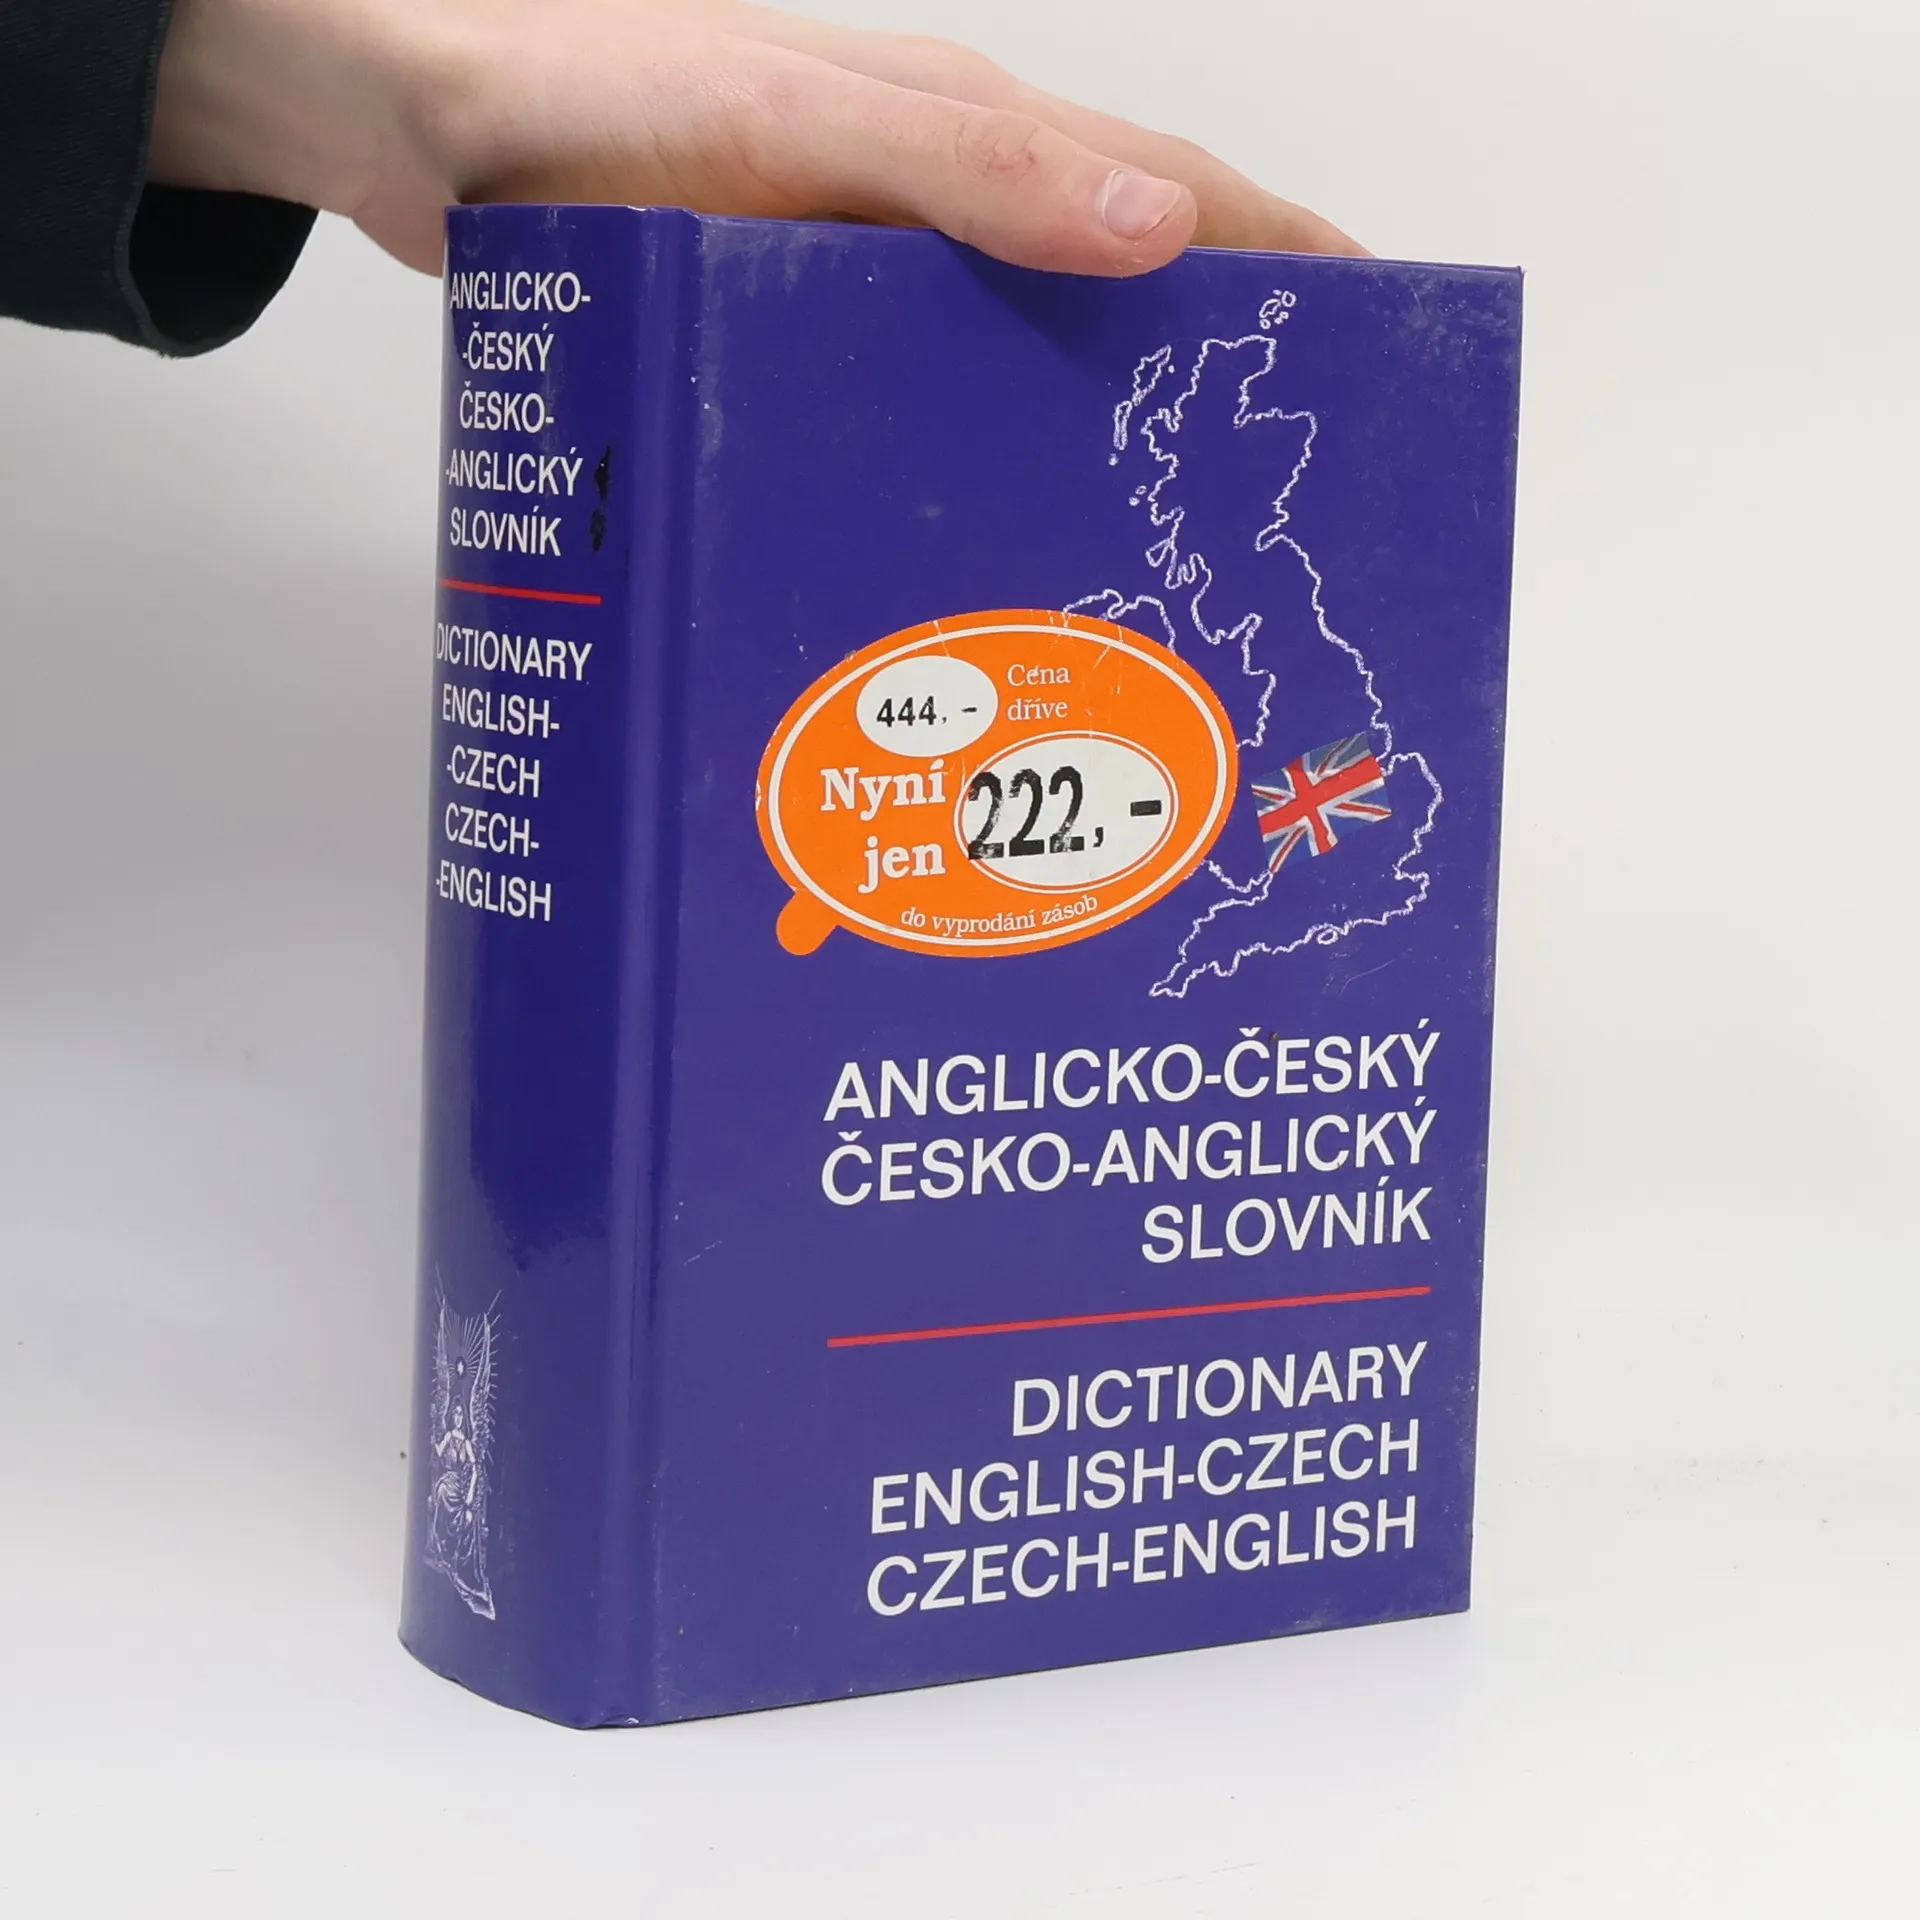 ANGLICKO-
-ČESKÝ
ČESKO-
-ANGLICKÝ
SLOVNÍK
DICTIONARY
ENGLISH-
-CZECH
CZECH-
-ENGLISH
444,-
Cena
dříve
Nyní
jen
222,-
do vyprodání zásob
ANGLICKO-ČESKÝ
ČESKO-ANGLICKÝ
SLOVNÍK
DICTIONARY
ENGLISH-CZECH
CZECH-ENGLISH